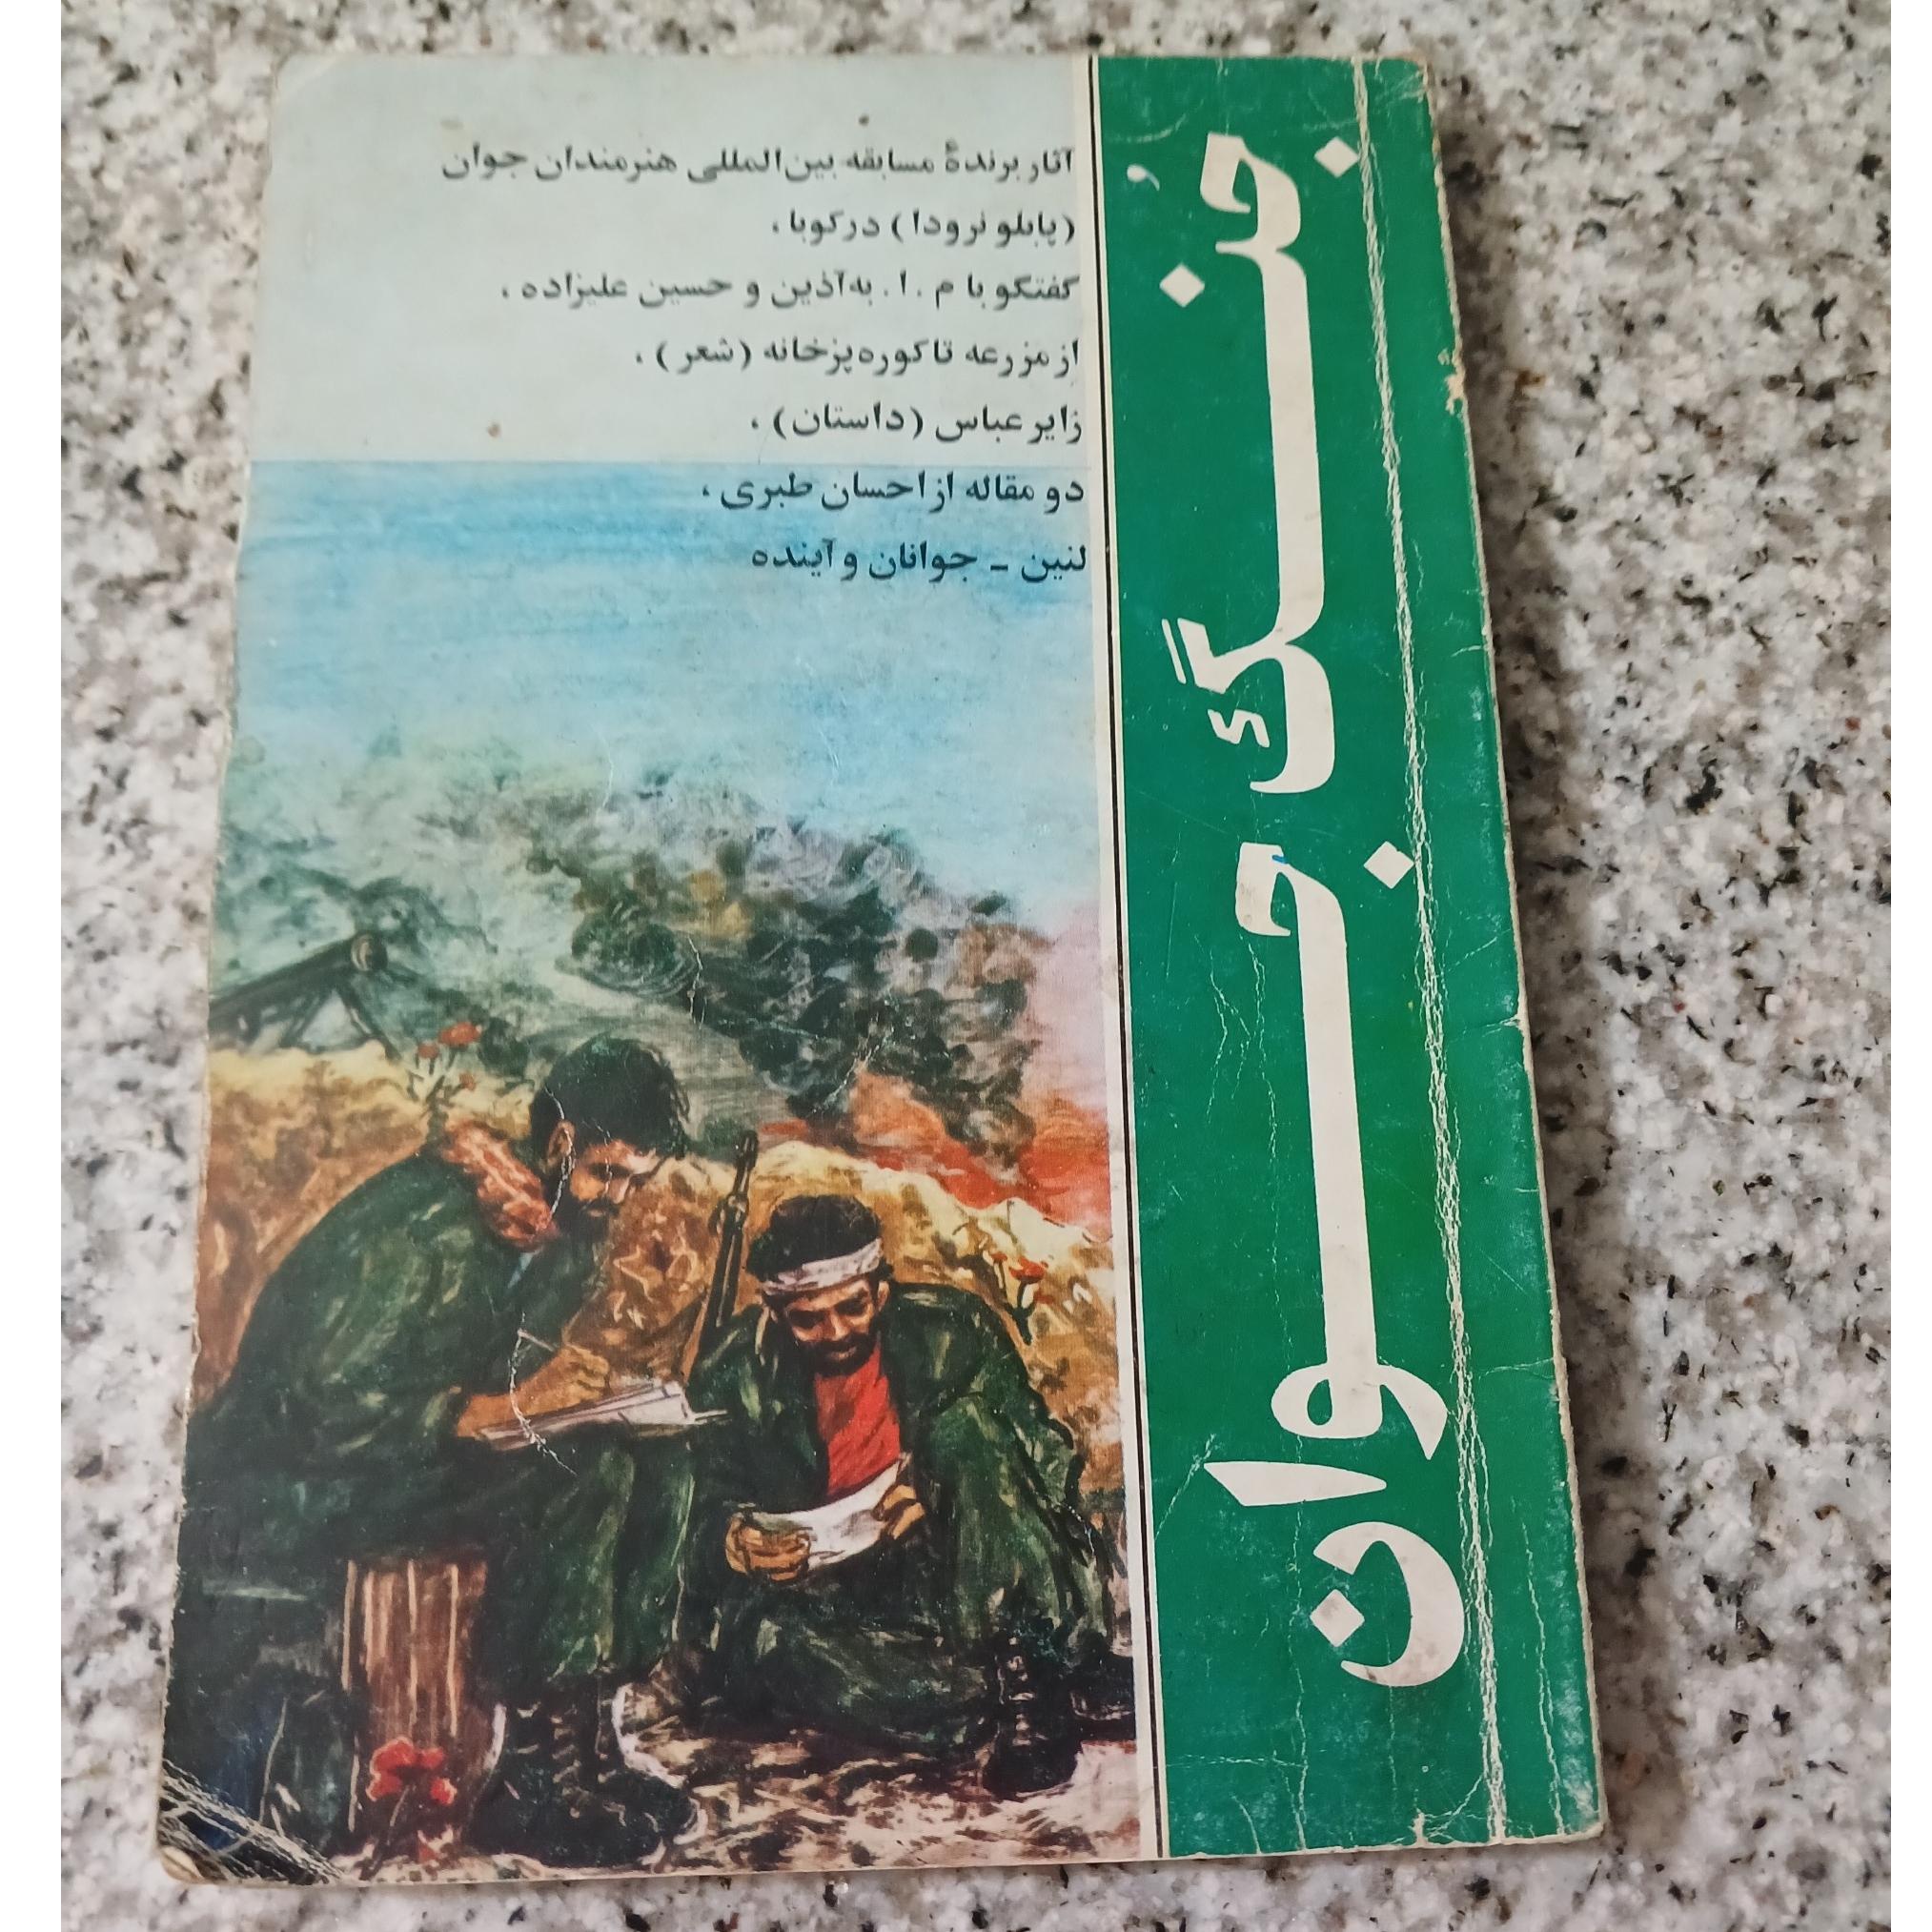 جُنگ جوان
آثار برندهٔ مسابقه بین‌المللی هنرمندان جوان
(پابلو نرودا) در کوبا،
گفتگو با م. ا. به‌آذین و حسین علیزاده،
از مزرعه تا کوره‌پزخانه (شعر)،
زایر عباس (داستان)،
دو مقاله از احسان طبری،
لنین ـ جوانان و آینده